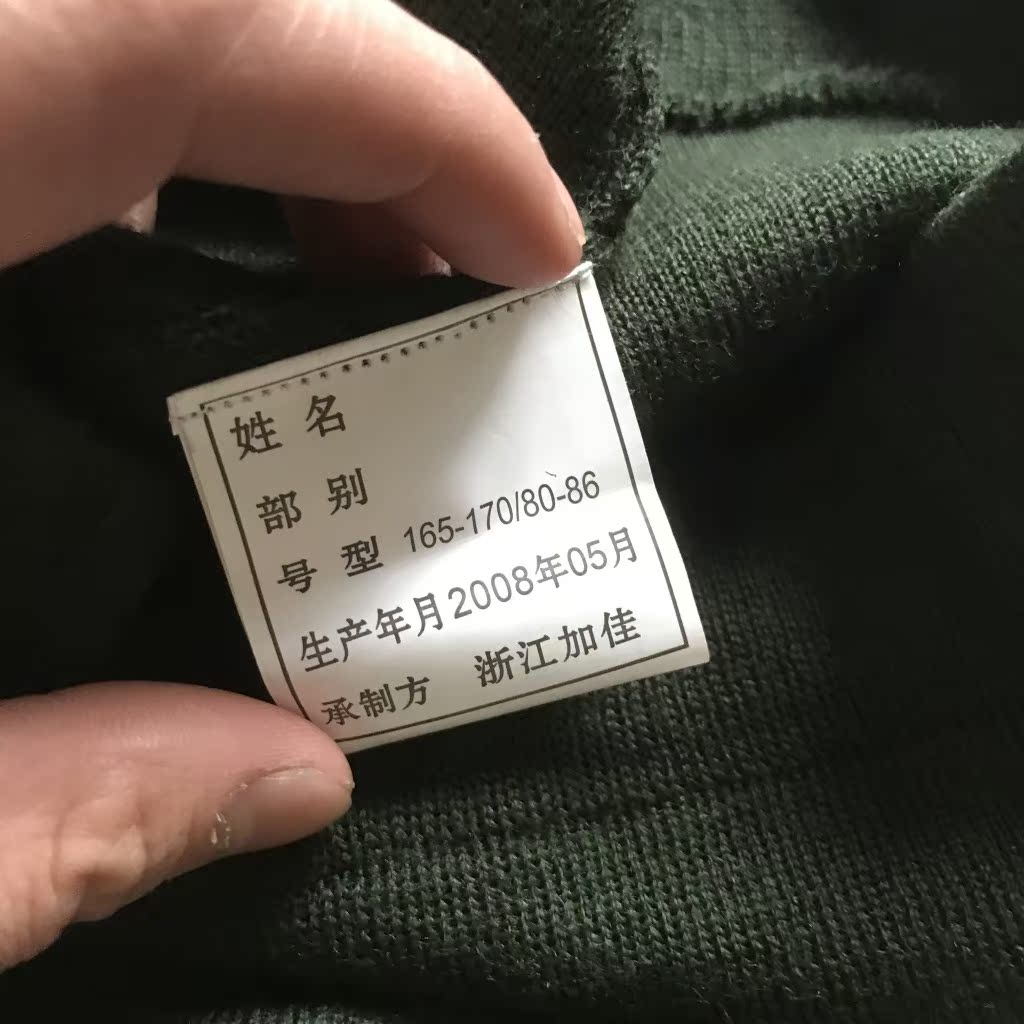 姓名
部别
号型 165-170/80-86
生产年月2008年05月
承制方 浙江加佳